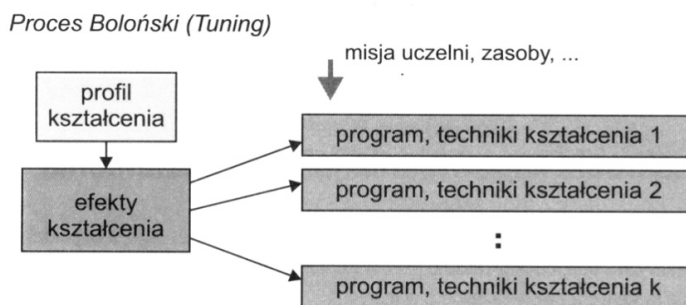 Proces Boloński (Tuning)
misja uczelni, zasoby, ...
profil
kształcenia
program, techniki kształcenia 1
efekty
kształcenia
program, techniki kształcenia 2
:
program, techniki kształcenia k